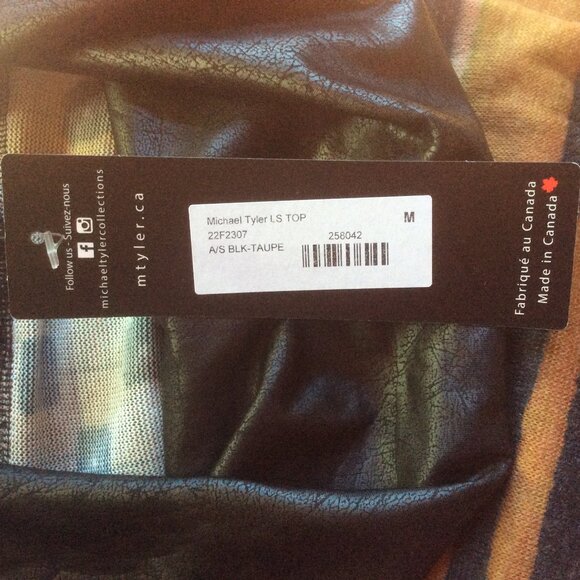 Follow us - Suivez-nous
michaeltylercollections
mtyler.ca
Michael Tyler LS TOP M
22F2307 256042
A/S BLK-TAUPE
Fabriqué au Canada
Made in Canada